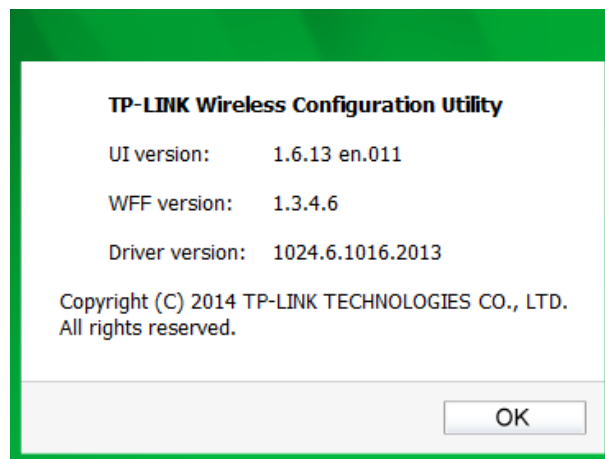 TP-LINK Wireless Configuration Utility
UI version: 1.6.13 en.011
WFF version: 1.3.4.6
Driver version: 1024.6.1016.2013
Copyright (C) 2014 TP-LINK TECHNOLOGIES CO., LTD.
All rights reserved.
OK